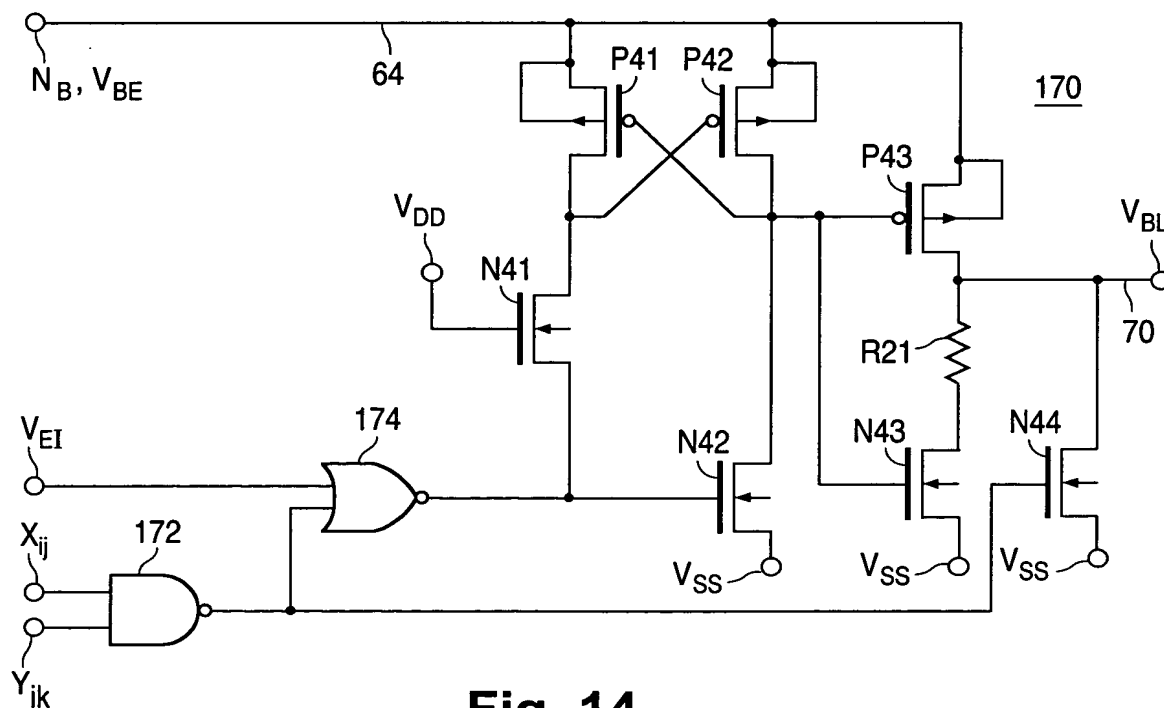 N_B, V_BE
64
P41
P42
170
P43
V_DD
N41
V_BL
70
R21
V_EI
174
N42
N43
N44
X_ij
172
V_SS
V_SS
V_SS
Y_jk
Fig. 14